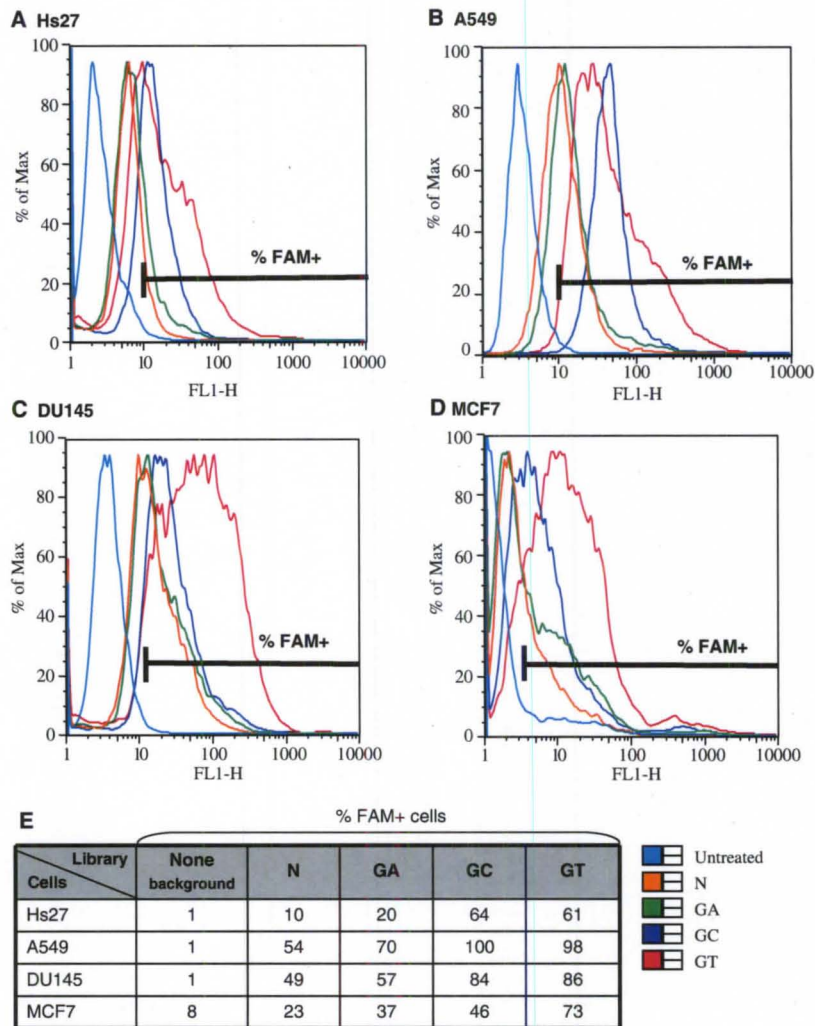 A Hs27
100
80
60
40
20
0
% of Max
% FAM+
1 10 100 1000 10000
FL1-H
B A549
100
80
60
40
20
0
% of Max
% FAM+
1 10 100 1000 10000
FL1-H
C DU145
100
80
60
40
20
0
% of Max
% FAM+
1 10 100 1000 10000
FL1-H
D MCF7
100
80
60
40
20
0
% of Max
% FAM+
1 10 100 1000 10000
FL1-H
E
% FAM+ cells
Library
Cells
None background N GA GC GT
Hs27 1 10 20 64 61
A549 1 54 70 100 98
DU145 1 49 57 84 86
MCF7 8 23 37 46 73
Untreated
N
GA
GC
GT